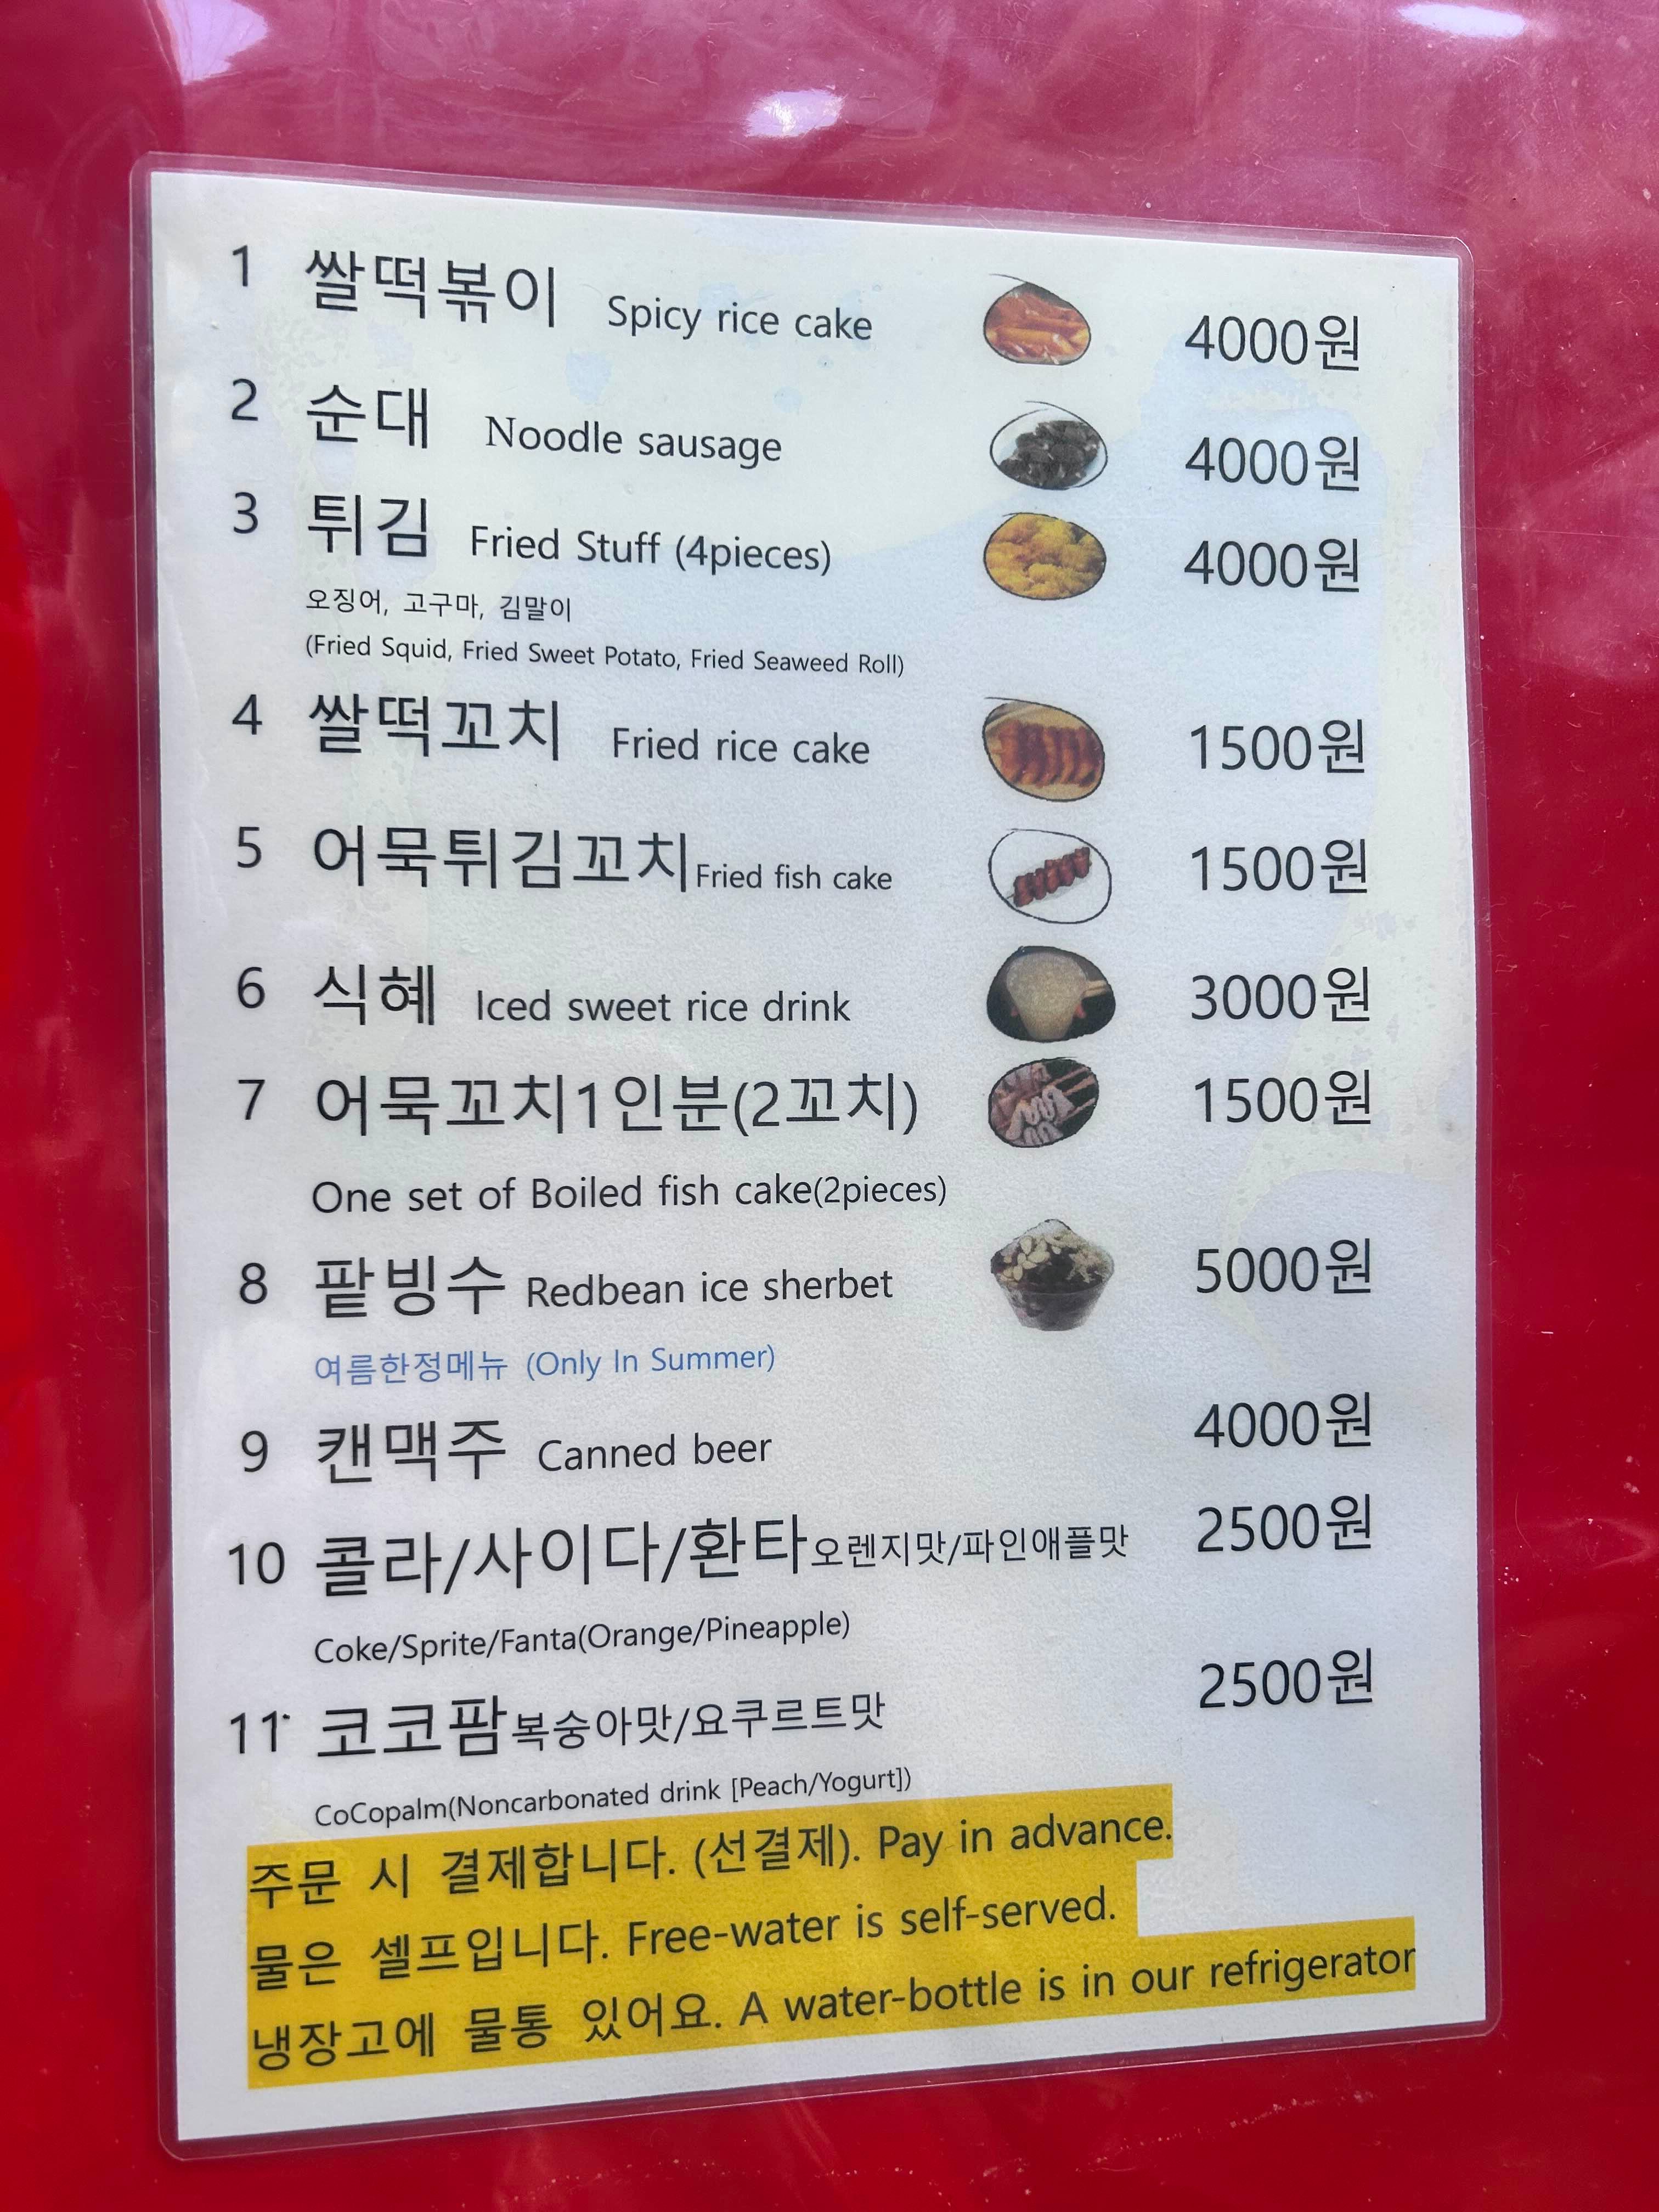 1 쌀떡볶이 Spicy rice cake 4000원
2 순대 Noodle sausage 4000원
3 튀김 Fried Stuff (4pieces) 4000원
오징어, 고구마, 김말이
(Fried Squid, Fried Sweet Potato, Fried Seaweed Roll)
4 쌀떡꼬치 Fried rice cake 1500원
5 어묵튀김꼬치Fried fish cake 1500원
6 식혜 Iced sweet rice drink 3000원
7 어묵꼬치1인분(2꼬치) 1500원
One set of Boiled fish cake(2pieces)
8 팥빙수 Redbean ice sherbet 5000원
여름한정메뉴 (Only In Summer)
9 캔맥주 Canned beer 4000원
10 콜라/사이다/환타오렌지맛/파인애플맛 2500원
Coke/Sprite/Fanta(Orange/Pineapple)
11 코코팜복숭아맛/요쿠르트맛 2500원
CoCopalm(Noncarbonated drink [Peach/Yogurt])
주문 시 결제합니다. (선결제). Pay in advance.
물은 셀프입니다. Free-water is self-served.
냉장고에 물통 있어요. A water-bottle is in our refrigerator